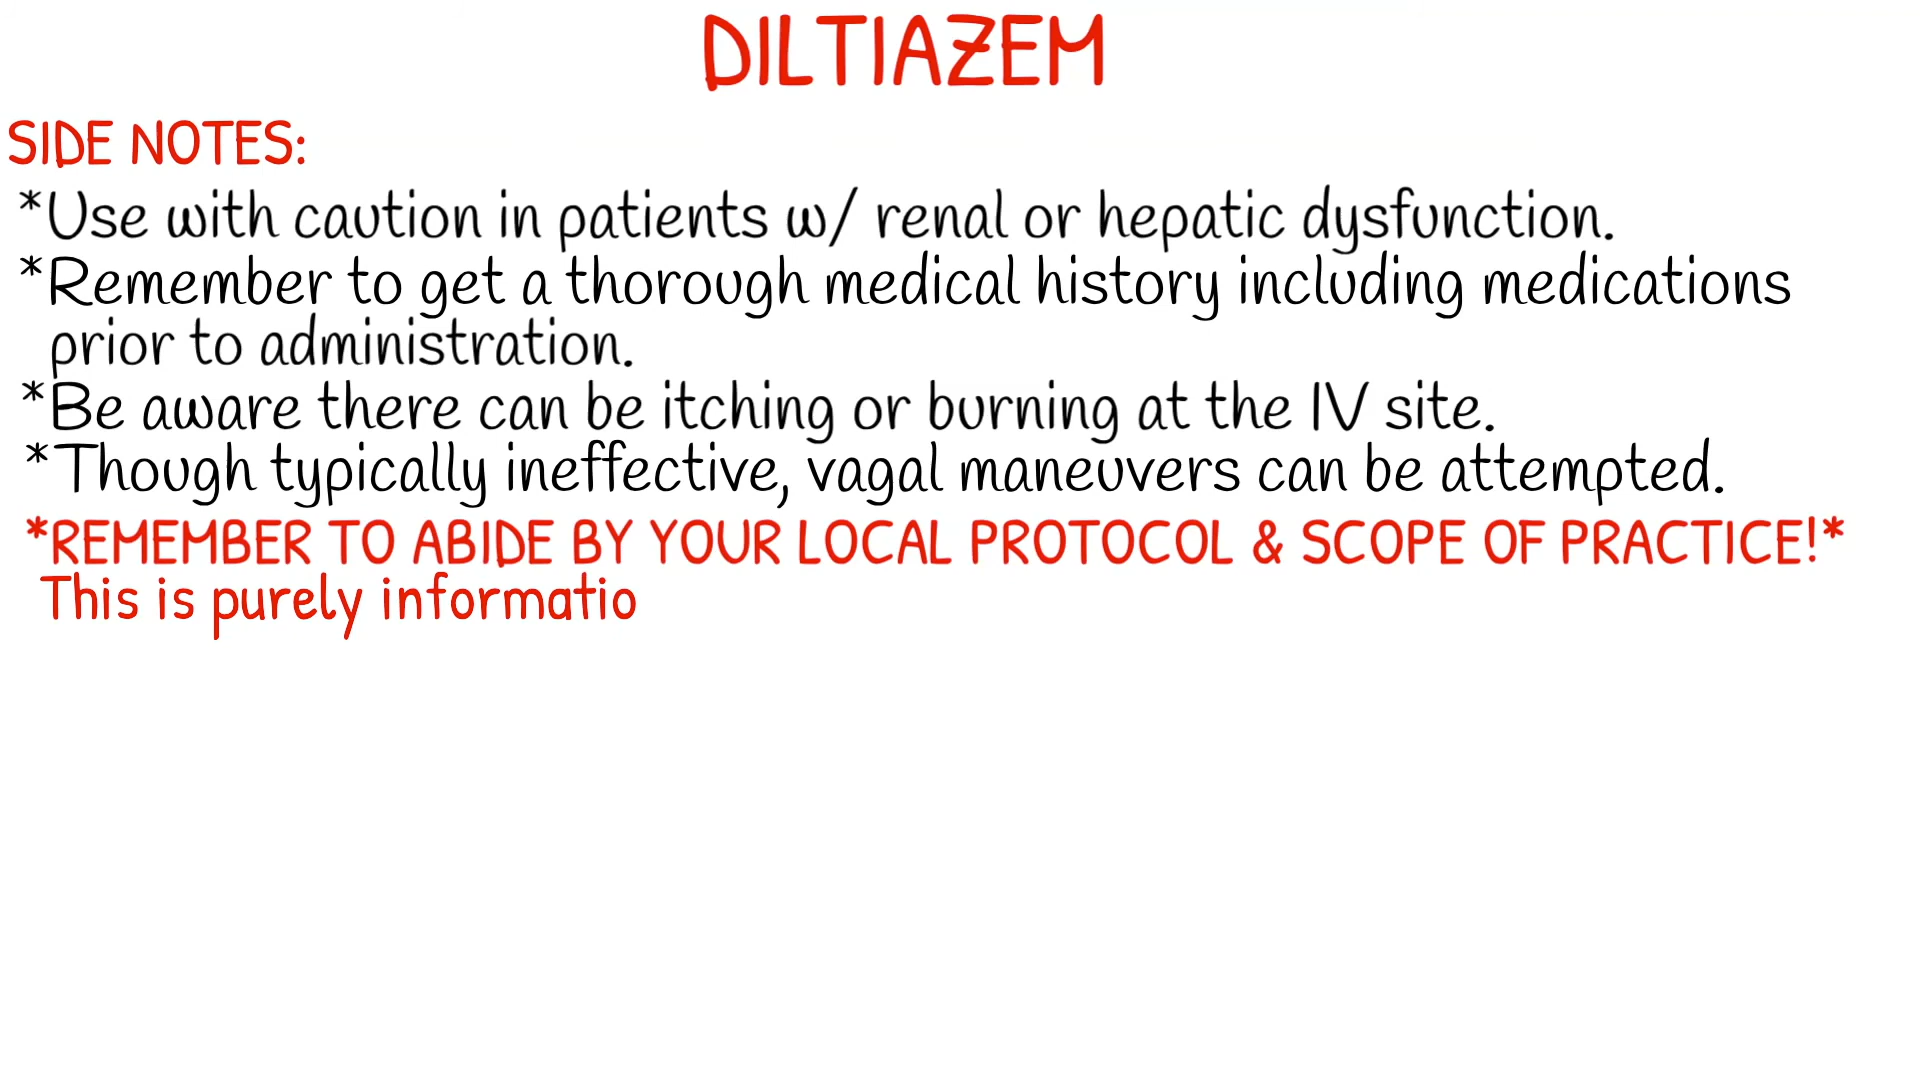 DILTIAZEM
SIDE NOTES:
*Use with caution in patients w/ renal or hepatic dysfunction.
*Remember to get a thorough medical history including medications
prior to administration.
*Be aware there can be itching or burning at the IV site.
*Though typically ineffective, vagal maneuvers can be attempted.
*REMEMBER TO ABIDE BY YOUR LOCAL PROTOCOL & SCOPE OF PRACTICE!*
This is purely informatio